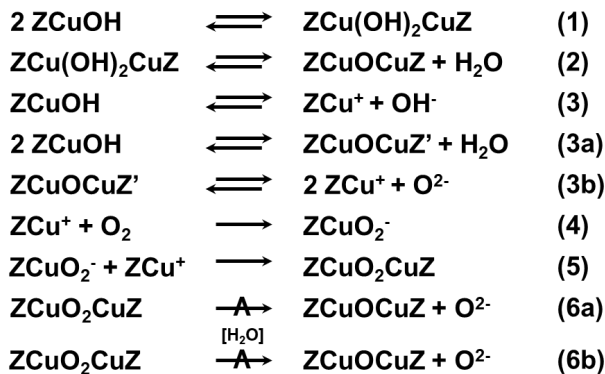 2 ZCuOH ⇌ ZCu(OH)₂CuZ (1)
ZCu(OH)₂CuZ ⇌ ZCuOCuZ + H₂O (2)
ZCuOH ⇌ ZCu⁺ + OH⁻ (3)
2 ZCuOH ⇌ ZCuOCuZ’ + H₂O (3a)
ZCuOCuZ’ ⇌ 2 ZCu⁺ + O²⁻ (3b)
ZCu⁺ + O₂ → ZCuO₂⁻ (4)
ZCuO₂⁻ + ZCu⁺ → ZCuO₂CuZ (5)
ZCuO₂CuZ —Λ→ ZCuOCuZ + O²⁻ (6a)
[H₂O]
ZCuO₂CuZ —Λ→ ZCuOCuZ + O²⁻ (6b)